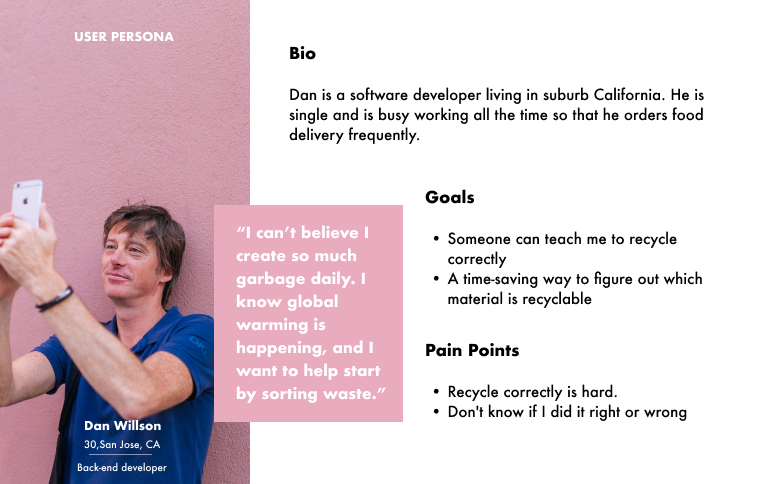 USER PERSONA
Bio
Dan is a software developer living in suburb California. He is
single and is busy working all the time so that he orders food
delivery frequently.
Goals
• Someone can teach me to recycle
correctly
• A time-saving way to figure out which
material is recyclable
“I can’t believe I
create so much
garbage daily. I
know global
warming is
happening, and I
want to help start
by sorting waste.”
Pain Points
• Recycle correctly is hard.
• Don't know if I did it right or wrong
Dan Willson
30,San Jose, CA
Back-end developer